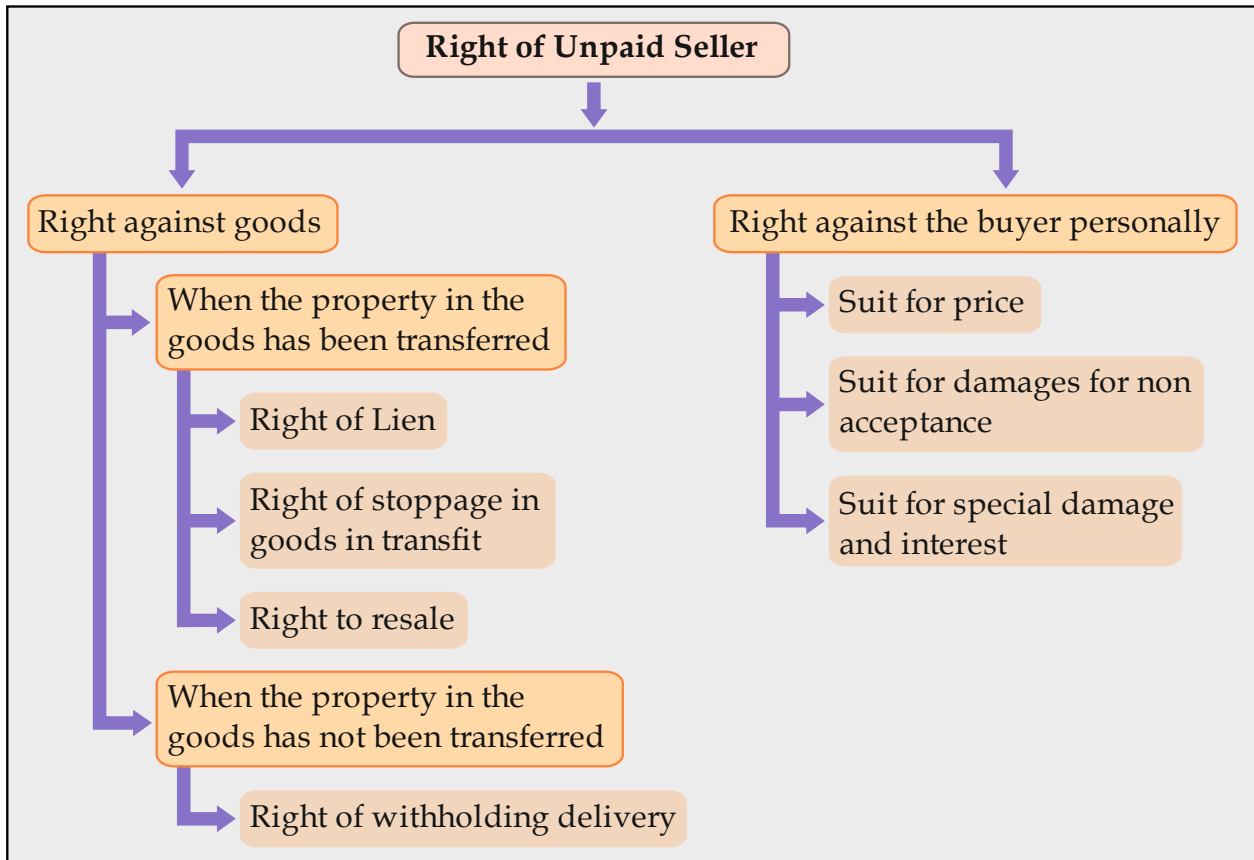 Right of Unpaid Seller
Right against goods
When the property in the
goods has been transferred
Right of Lien
Right of stoppage in
goods in transfit
Right to resale
When the property in the
goods has not been transferred
Right of withholding delivery
Right against the buyer personally
Suit for price
Suit for damages for non
acceptance
Suit for special damage
and interest